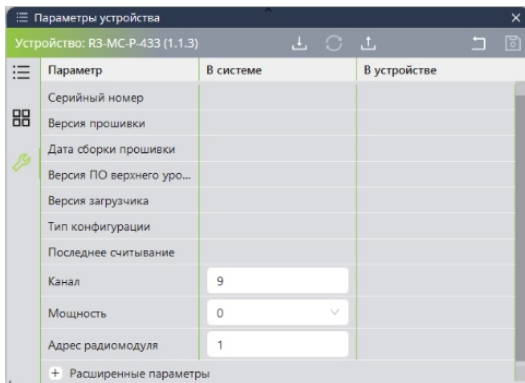 Параметры устройства
Устройство: R3-МС-Р-433 (1.1.3)
Параметр В системе В устройстве
Серийный номер
Версия прошивки
Дата сборки прошивки
Версия ПО верхнего уро...
Версия загрузчика
Тип конфигурации
Последнее считывание
Канал 9
Мощность 0
Адрес радиомодуля 1
Расширенные параметры